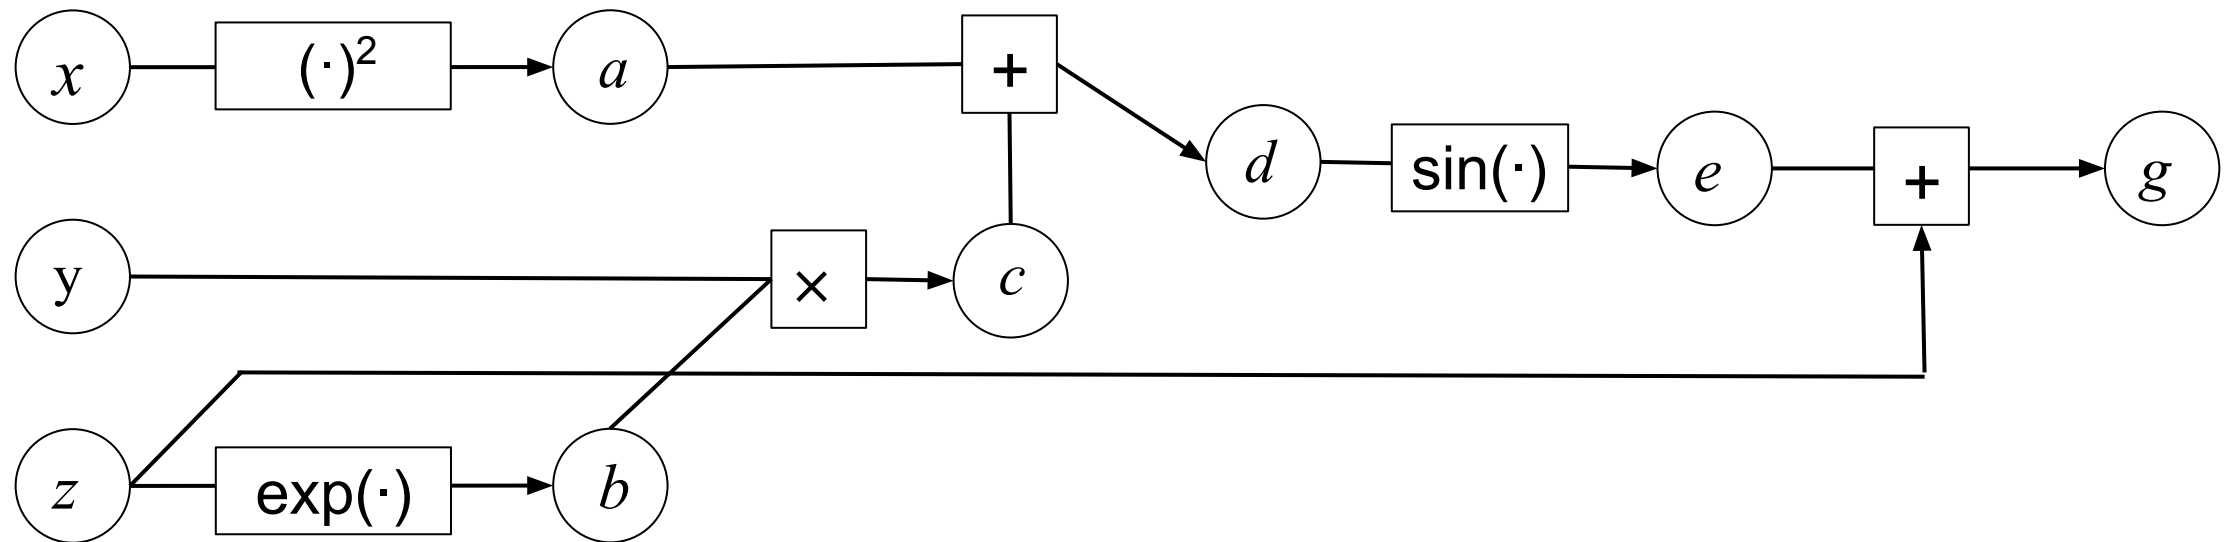 x
(·)²
a
+
d
sin(·)
e
+
g
y
×
c
z
exp(·)
b